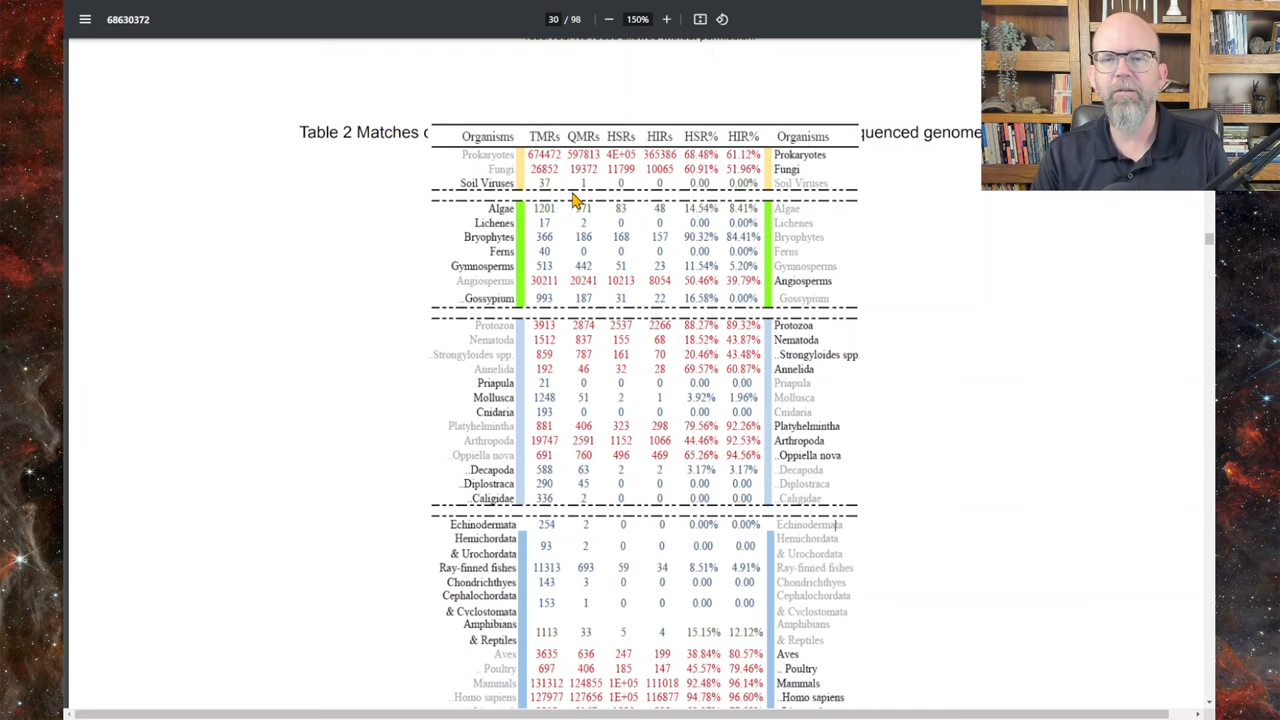 68630372 30 / 98 150%
reserved. No reuse allowed without permission.
Table 2 Matches quenced genome
Organisms TMRs QMRs HSRs HIRs HSR% HIR% Organisms
Prokaryotes 674472 597813 4E+05 365386 68.48% 61.12% Prokaryotes
Fungi 26852 19372 11799 10065 60.91% 51.96% Fungi
Soil Viruses 37 1 0 0 0.00 0.00% Soil Viruses
Algae 1201 83 48 14.54% 8.41% Algae
Lichenes 17 2 0 0 0.00 0.00% Lichenes
Bryophytes 366 186 168 157 90.32% 84.41% Bryophytes
Ferns 40 0 0 0 0.00 0.00% Ferns
Gymnosperms 513 442 51 23 11.54% 5.20% Gymnosperms
Angiosperms 30211 20241 10213 8054 50.46% 39.79% Angiosperms
..Gossypium 993 187 31 22 16.58% 0.00% ..Gossypium
Protozoa 3913 2874 2537 2266 88.27% 89.32% Protozoa
Nematoda 1512 837 155 68 18.52% 43.87% Nematoda
..Strongyloides spp. 859 787 161 70 20.46% 43.48% ..Strongyloides spp.
Annelida 192 46 32 28 69.57% 60.87% Annelida
Priapula 21 0 0 0 0.00 0.00 Priapula
Mollusca 1248 51 2 1 3.92% 1.96% Mollusca
Cnidaria 193 0 0 0 0.00 0.00 Cnidaria
Platyhelmintha 881 406 323 298 79.56% 92.26% Platyhelmintha
Arthropoda 19747 2591 1152 1066 44.46% 92.53% Arthropoda
..Oppiella nova 691 760 496 469 65.26% 94.56% ..Oppiella nova
..Decapoda 588 63 2 2 3.17% 3.17% ..Decapoda
..Diplostraca 290 45 0 0 0.00 0.00 ..Diplostraca
..Caligidae 336 2 0 0 0.00 0.00 ..Caligidae
Echinodermata 254 2 0 0 0.00% 0.00% Echinodermata
Hemichordata
& Urochordata 93 2 0 0 0.00 0.00 Hemichordata
& Urochordata
Ray-finned fishes 11313 693 59 34 8.51% 4.91% Ray-finned fishes
Chondrichthyes 143 3 0 0 0.00 0.00 Chondrichthyes
Cephalochordata
& Cyclostomata 153 1 0 0 0.00 0.00 Cephalochordata
& Cyclostomata
Amphibians
& Reptiles 1113 33 5 4 15.15% 12.12% Amphibians
& Reptiles
Aves 3635 636 247 199 38.84% 80.57% Aves
.. Poultry 697 406 185 147 45.57% 79.46% .. Poultry
Mammals 131312 124855 1E+05 111018 92.48% 96.14% Mammals
..Homo sapiens 127977 127656 1E+05 116877 94.78% 96.60% ..Homo sapiens